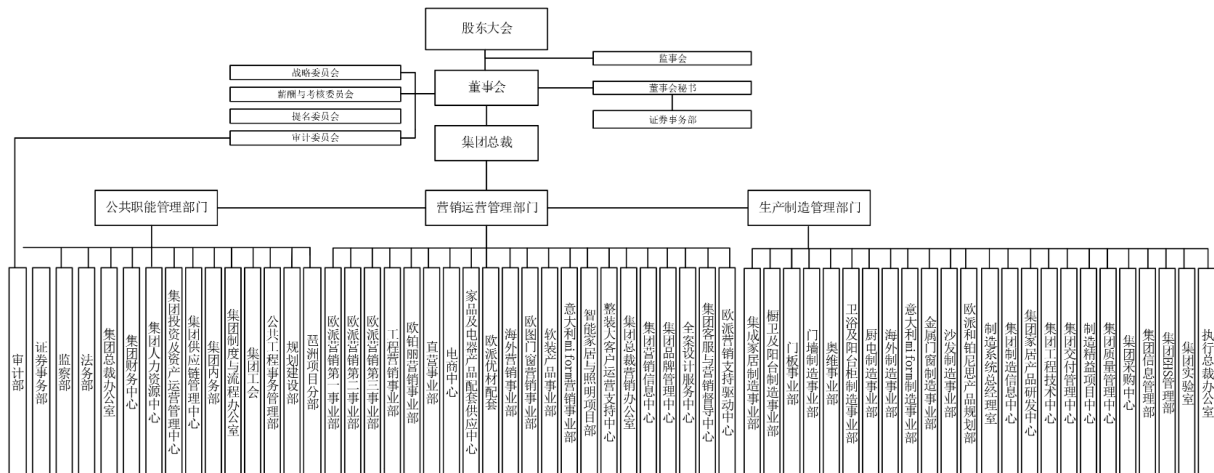 股东大会
监事会
战略委员会
董事会
薪酬与考核委员会
董事会秘书
提名委员会
证券事务部
审计委员会
集团总裁
公共职能管理部门
营销运营管理部门
生产制造管理部门
审计部
证券事务部
监察部
法务部
集团总裁办公室
集团财务中心
集团人力资源中心
集团投资及资产运营管理中心
集团供应链管理中心
集团内务部
集团制度与流程办公室
集团工会
公共工程事务管理部
规划建设部
琶洲项目分部
欧派营销第一事业部
欧派营销第二事业部
欧派营销第三事业部
工程营销事业部
欧铂丽营销事业部
直营事业部
电商中心
家品及电器产品配套供应中心
欧派优材配套
海外营销事业部
欧图门窗营销事业部
软装产品事业部
意大利miform营销事业部
智能家居与照明项目部
整装大客户运营支持中心
集团总裁营销办公室
集团营销信息中心
集团品牌管理中心
全案设计服务中心
集团客服与营销督导中心
欧派营销支持驱动中心
集成家居制造事业部
橱卫及阳台制造事业部
门板事业部
门墙制造事业部
奥维事业部
卫浴及阳台柜制造事业部
厨电制造事业部
海外制造事业部
意大利miform制造事业部
金属门窗制造事业部
沙发制造事业部
欧派和铂尼思产品规划部
制造系统总经理室
集团制造信息中心
集团家居产品研发中心
集团工程技术中心
集团交付管理中心
制造精益项目中心
集团质量管理中心
集团采购中心
集团信息管理部
集团EHS管理部
集团实验室
执行总裁办公室